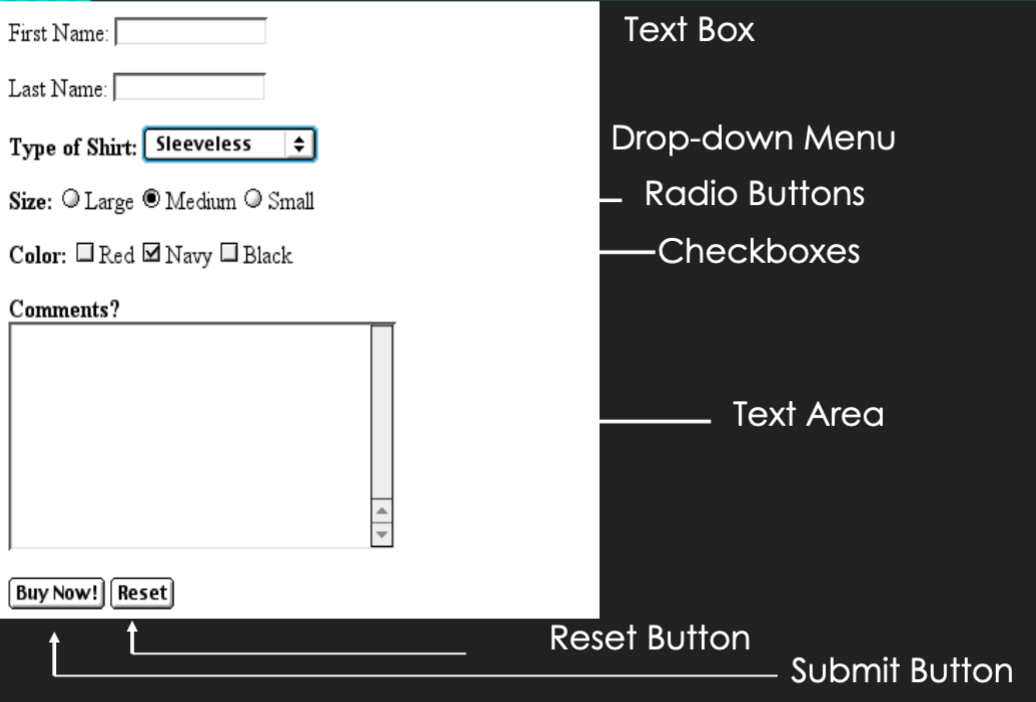 First Name:
Text Box
Last Name:
Type of Shirt: Sleeveless
Drop-down Menu
Size: Large Medium Small
Radio Buttons
Color: Red Navy Black
Checkboxes
Comments?
Text Area
Buy Now! Reset
Reset Button
Submit Button